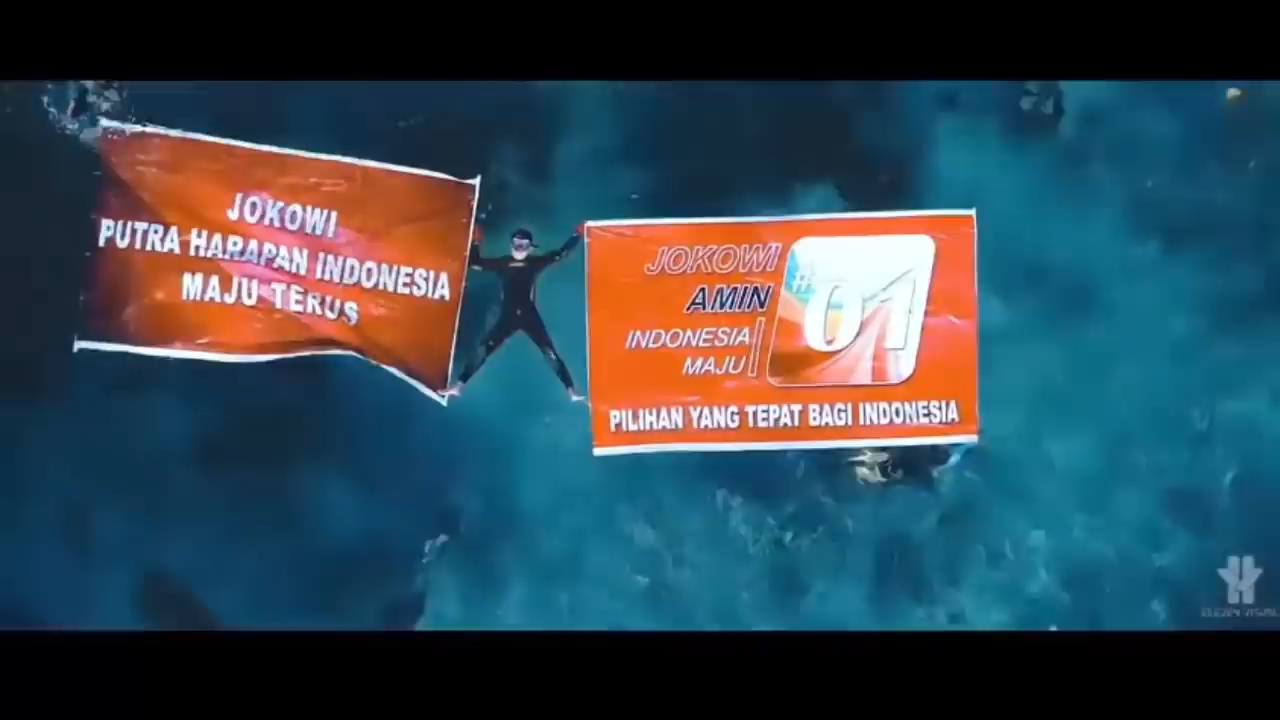 JOKOWI
PUTRA HARAPAN INDONESIA
MAJU TERUS
JOKOWI
AMIN
INDONESIA
MAJU
#01
PILIHAN YANG TEPAT BAGI INDONESIA